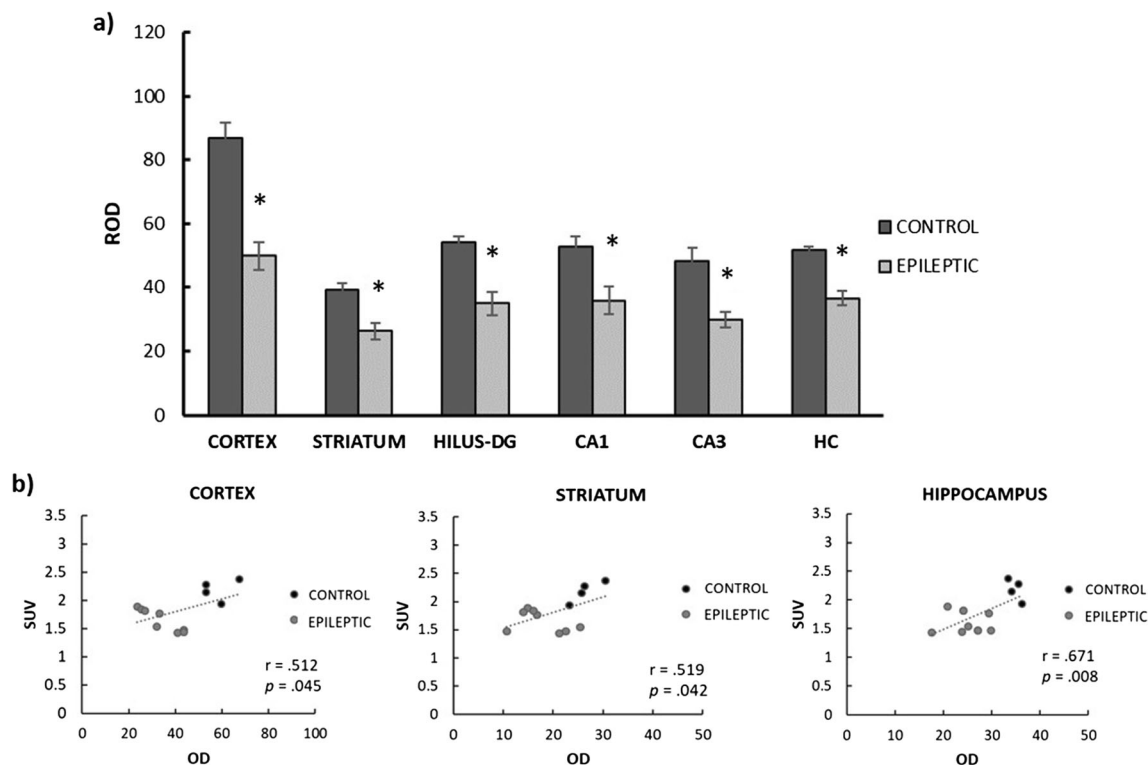 a)
120
100
80
60
40
20
0
ROD
CONTROL
EPILEPTIC
*
*
*
*
*
*
CORTEX STRIATUM HILUS-DG CA1 CA3 HC
b)
CORTEX
3.5
3
2.5
2
1.5
1
0.5
0
SUV
CONTROL
EPILEPTIC
r = .512
p = .045
0 20 40 60 80 100
OD
STRIATUM
3.5
3
2.5
2
1.5
1
0.5
0
SUV
CONTROL
EPILEPTIC
r = .519
p = .042
0 10 20 30 40 50
OD
HIPPOCAMPUS
3.5
3
2.5
2
1.5
1
0.5
0
SUV
CONTROL
EPILEPTIC
r = .671
p = .008
0 10 20 30 40 50
OD